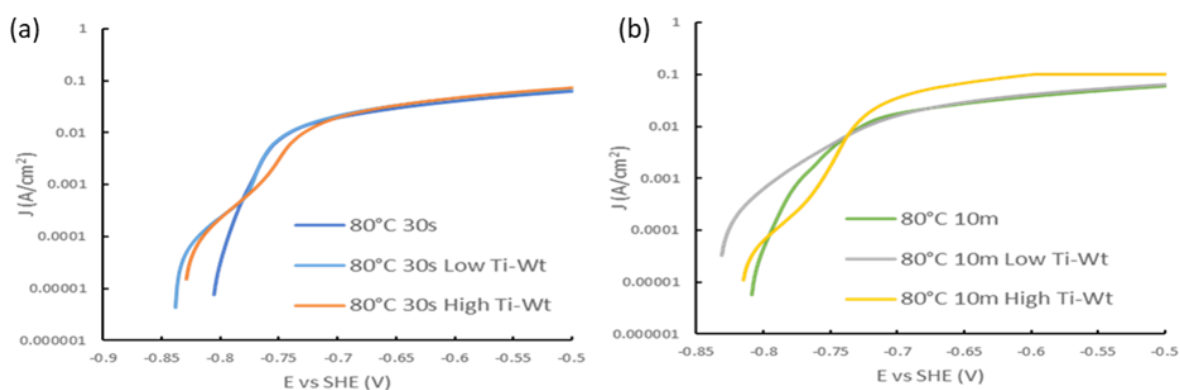 (a)
J (A/cm²)
1
0.1
0.01
0.001
0.0001
0.00001
0.000001
-0.9
-0.85
-0.8
-0.75
-0.7
-0.65
-0.6
-0.55
-0.5
E vs SHE (V)
80°C 30s
80°C 30s Low Ti-Wt
80°C 30s High Ti-Wt
(b)
J (A/cm²)
1
0.1
0.01
0.001
0.0001
0.00001
0.000001
-0.85
-0.8
-0.75
-0.7
-0.65
-0.6
-0.55
-0.5
E vs SHE (V)
80°C 10m
80°C 10m Low Ti-Wt
80°C 10m High Ti-Wt